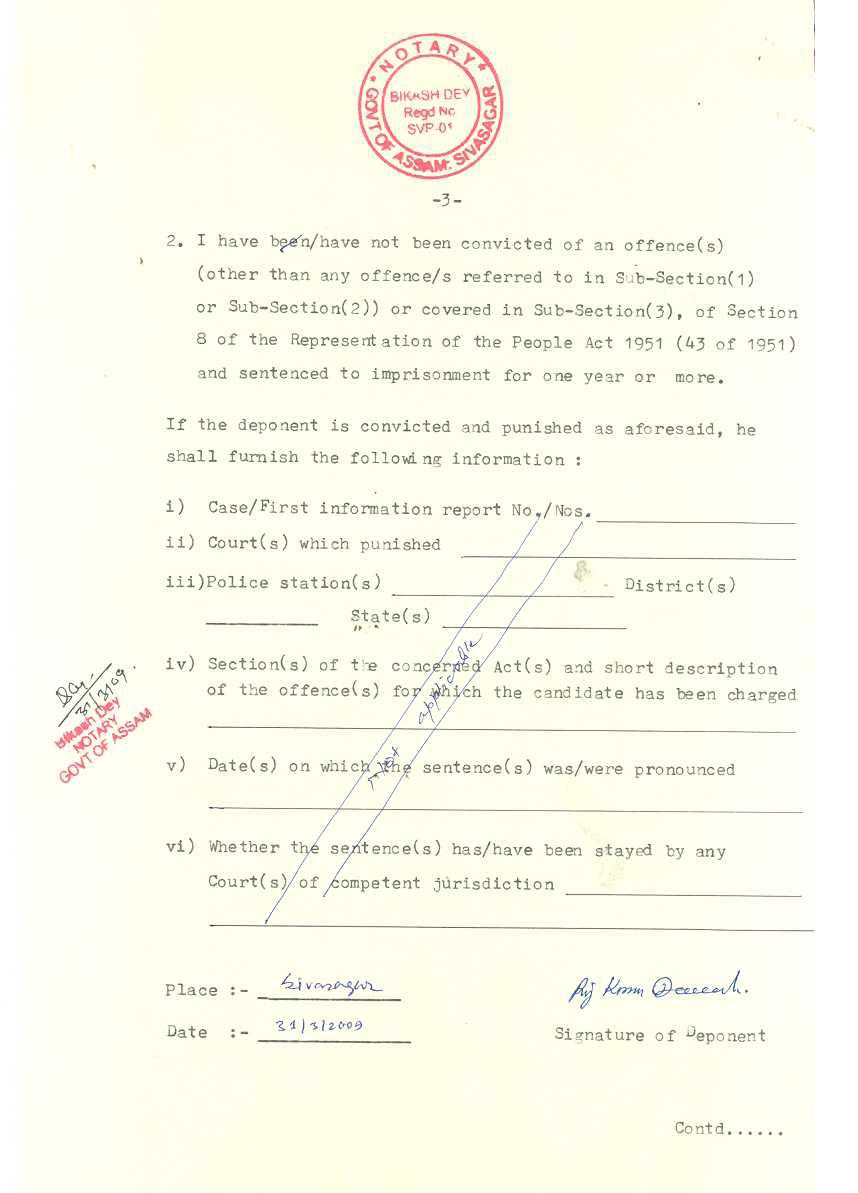 NOTARY
GOVT OF ASSAM. SIVASAGAR
BIKASH DEY
Regd No
SVP-01
-3-
2. I have been/have not been convicted of an offence(s)
(other than any offence/s referred to in Sub-Section(1)
or Sub-Section(2)) or covered in Sub-Section(3), of Section
8 of the Representation of the People Act 1951 (43 of 1951)
and sentenced to imprisonment for one year or more.
If the deponent is convicted and punished as aforesaid, he
shall furnish the following information :
i) Case/First information report No./Nos.
ii) Court(s) which punished
iii)Police station(s) District(s)
State(s)
iv) Section(s) of the concerned Act(s) and short description
of the offence(s) for which the candidate has been charged
Not applicable
v) Date(s) on which the sentence(s) was/were pronounced
vi) Whether the sentence(s) has/have been stayed by any
Court(s) of competent jurisdiction
31/3/09.
Bikash Dey
NOTARY
GOVT OF ASSAM
Place :- Sivasagar
Date :- 31/3/2009
Signature of Deponent
Contd......